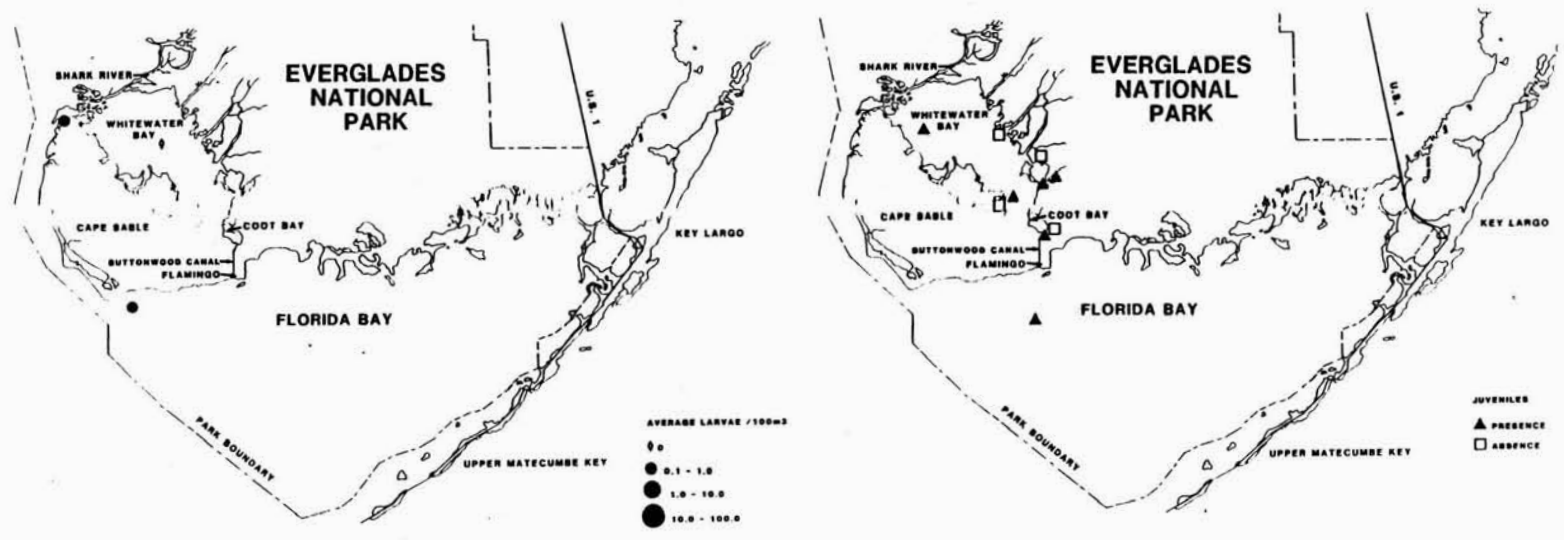 EVERGLADES
NATIONAL
PARK
SHARK RIVER
WHITEWATER
BAY
U.S. 1
CAPE SABLE
COOT BAY
KEY LARGO
BUTTONWOOD CANAL
FLAMINGO
FLORIDA BAY
PARK BOUNDARY
UPPER MATECUMBE KEY
AVERAGE LARVAE /100m3
0
0.1 - 1.0
1.0 - 10.0
10.0 - 100.0
EVERGLADES
NATIONAL
PARK
SHARK RIVER
WHITEWATER
BAY
U.S. 1
CAPE SABLE
COOT BAY
KEY LARGO
BUTTONWOOD CANAL
FLAMINGO
FLORIDA BAY
PARK BOUNDARY
UPPER MATECUMBE KEY
JUVENILES
PRESENCE
ABSENCE